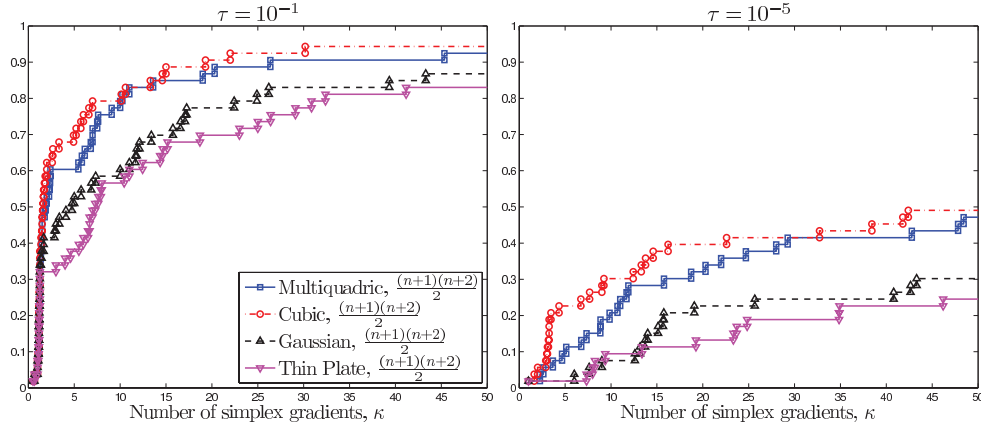 τ = 10⁻¹
1
0.9
0.8
0.7
0.6
0.5
0.4
0.3
0.2
0.1
0
0 5 10 15 20 25 30 35 40 45 50
Number of simplex gradients, κ
Multiquadric, (n+1)(n+2)/2
Cubic, (n+1)(n+2)/2
Gaussian, (n+1)(n+2)/2
Thin Plate, (n+1)(n+2)/2
τ = 10⁻⁵
1
0.9
0.8
0.7
0.6
0.5
0.4
0.3
0.2
0.1
0
5 10 15 20 25 30 35 40 45 50
Number of simplex gradients, κ